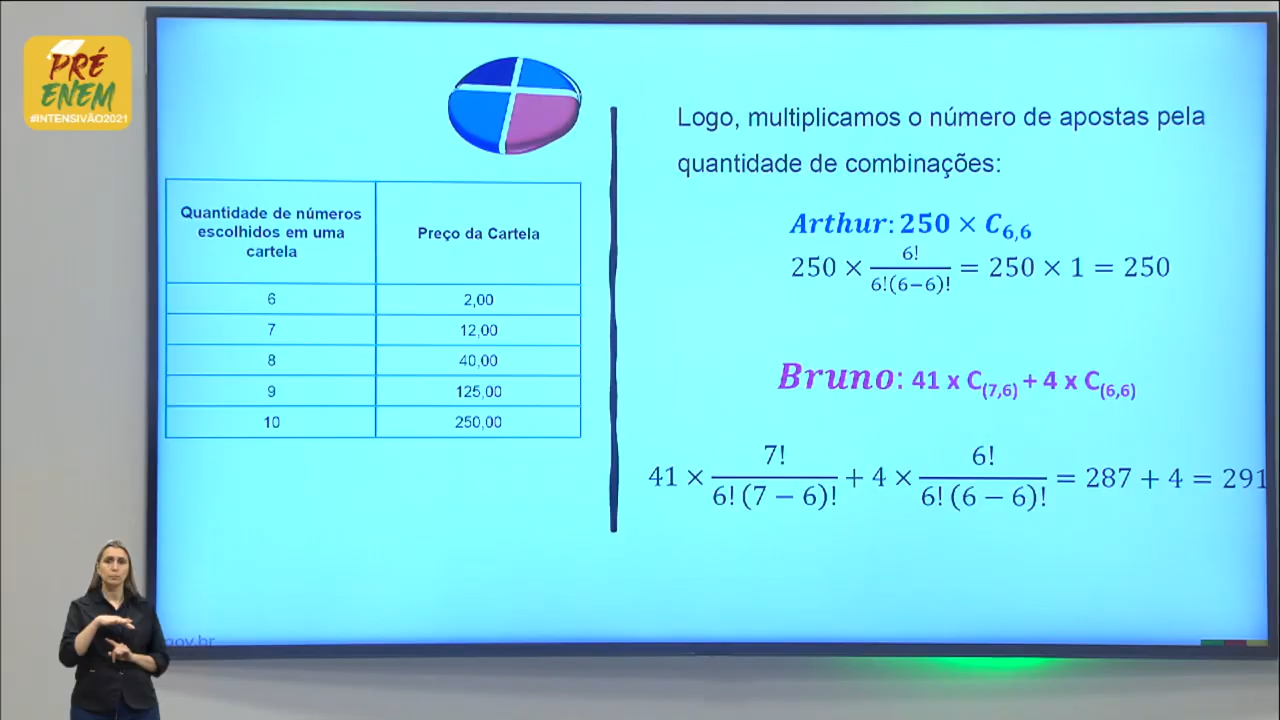 PRÉ
ENEM
#INTENSIVÃO2021
Quantidade de números
escolhidos em uma
cartela
Preço da Cartela
6 2,00
7 12,00
8 40,00
9 125,00
10 250,00
Logo, multiplicamos o número de apostas pela
quantidade de combinações:
Arthur: 250 × C6,6
250 × 6!/6!(6−6)! = 250 × 1 = 250
Bruno: 41 x C(7,6) + 4 x C(6,6)
41 × 7!/6! (7 − 6)! + 4 × 6!/6! (6 − 6)! = 287 + 4 = 291
gov.br